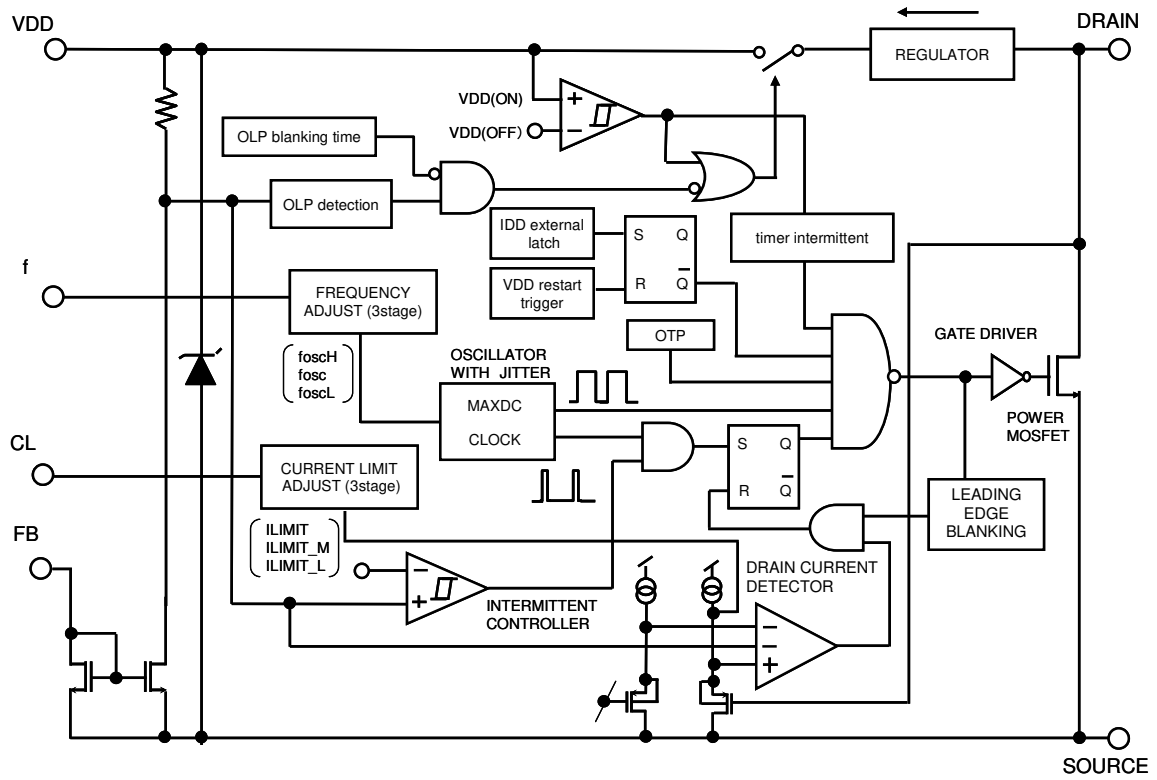 VDD
DRAIN
REGULATOR
VDD(ON)
+
VDD(OFF)
−
OLP blanking time
OLP detection
IDD external
latch
S Q
R Q
VDD restart
trigger
timer intermittent
f
FREQUENCY
ADJUST (3stage)
OTP
GATE DRIVER
foscH
fosc
foscL
OSCILLATOR
WITH JITTER
MAXDC
CLOCK
POWER
MOSFET
CL
CURRENT LIMIT
ADJUST (3stage)
S Q
R Q
LEADING
EDGE
BLANKING
ILIMIT
ILIMIT_M
ILIMIT_L
FB
−
+
INTERMITTENT
CONTROLLER
DRAIN CURRENT
DETECTOR
−
−
+
SOURCE